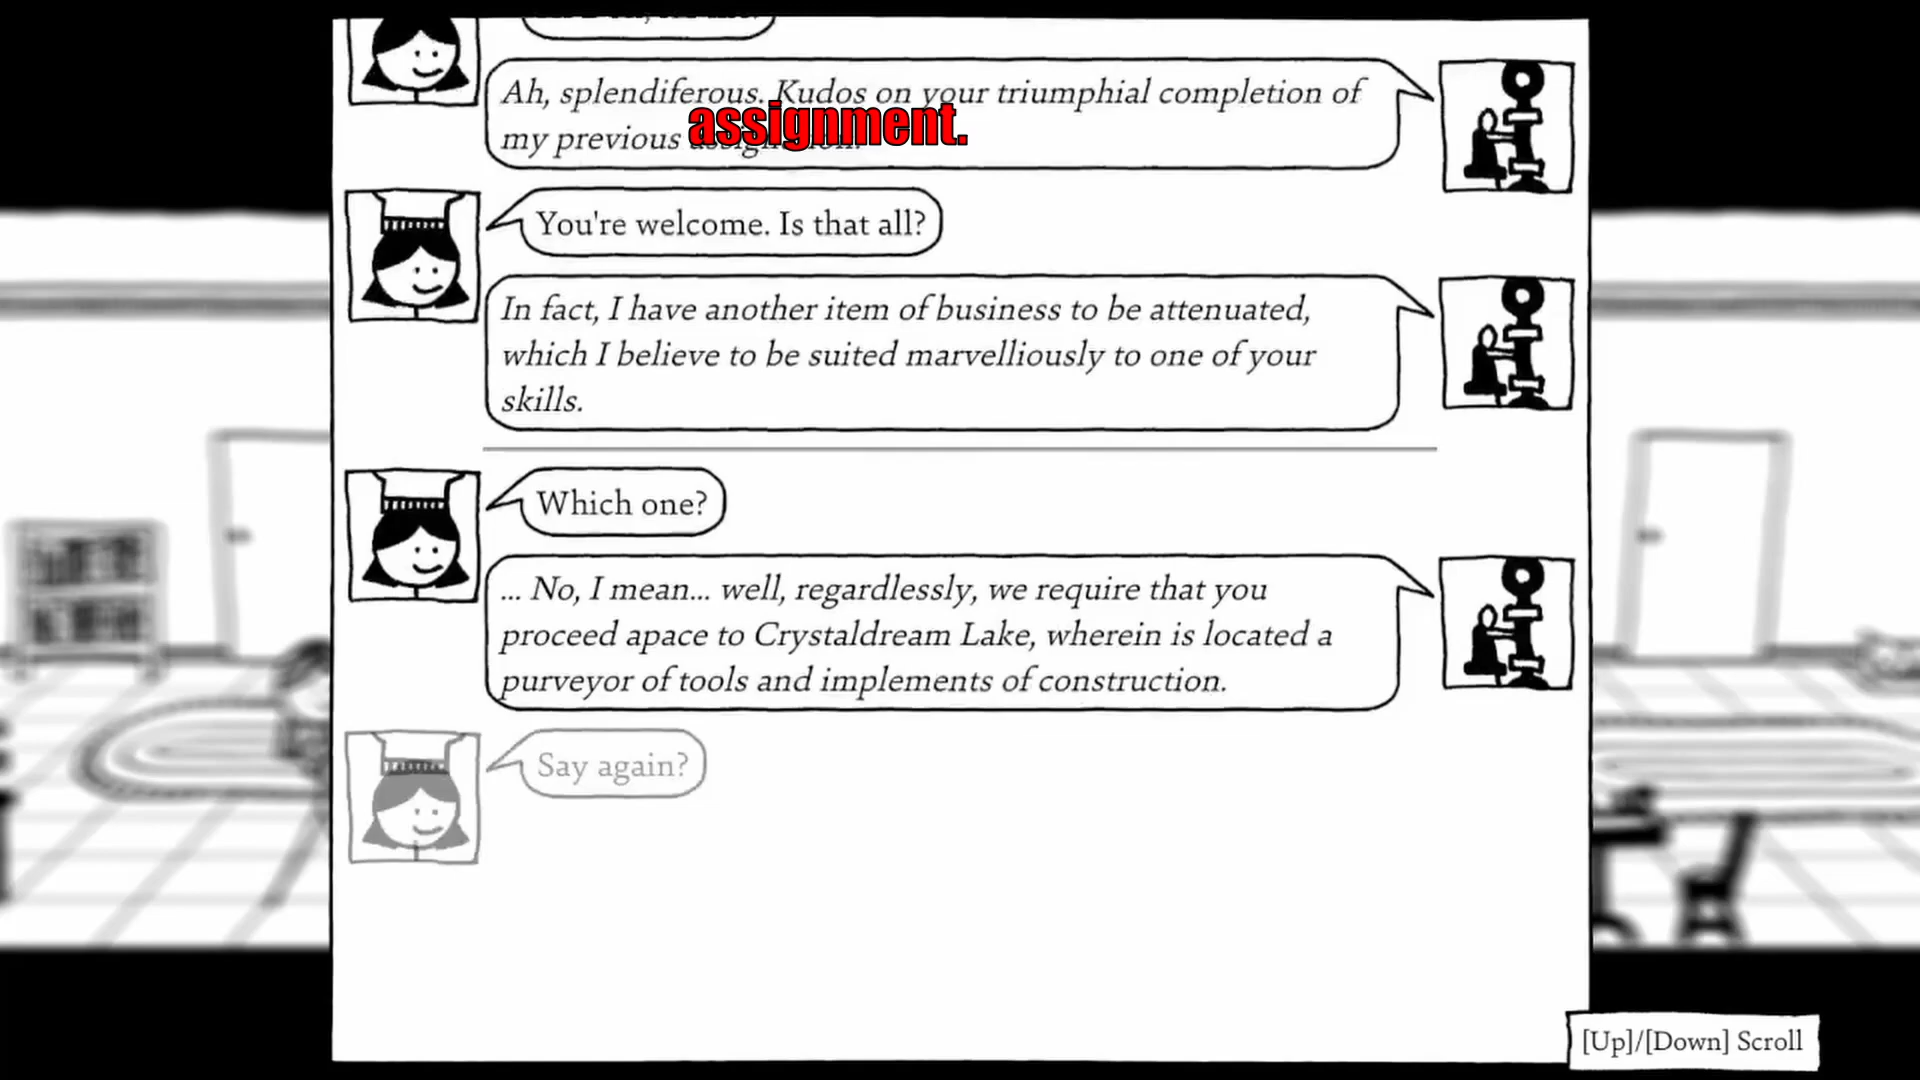 Ah, splendiferous. Kudos on your triumphial completion of
my previous
assignment.
You're welcome. Is that all?
In fact, I have another item of business to be attenuated,
which I believe to be suited marvelliously to one of your
skills.
Which one?
... No, I mean... well, regardlessly, we require that you
proceed apace to Crystaldream Lake, wherein is located a
purveyor of tools and implements of construction.
Say again?
[Up]/[Down] Scroll